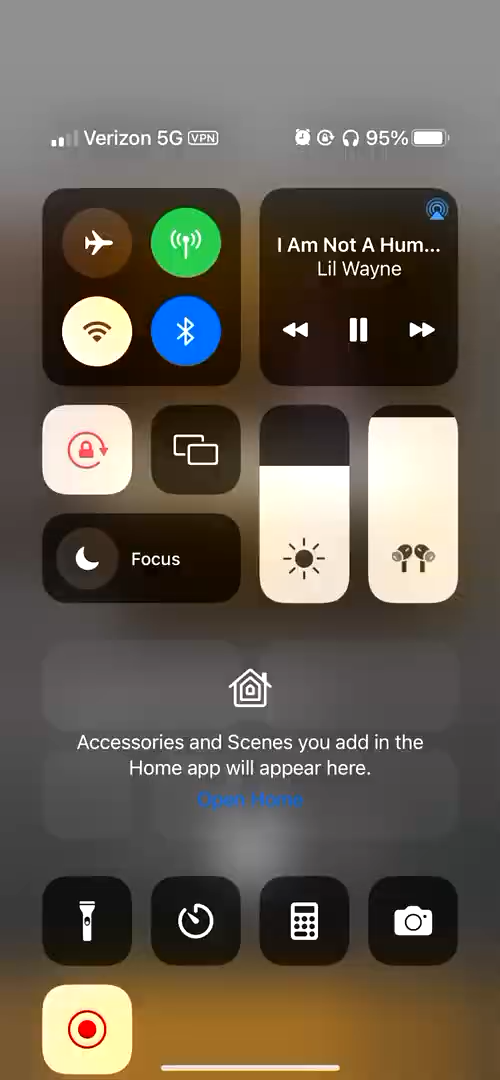 Verizon 5G VPN 95%
I Am Not A Hum...
Lil Wayne
Focus
Accessories and Scenes you add in the
Home app will appear here.
Open Home